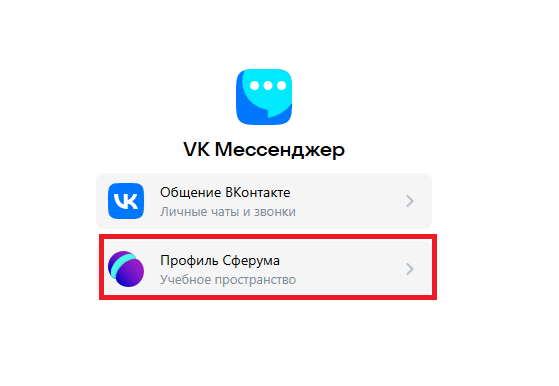 VK Мессенджер
Общение ВКонтакте
Личные чаты и звонки
Профиль Сферума
Учебное пространство